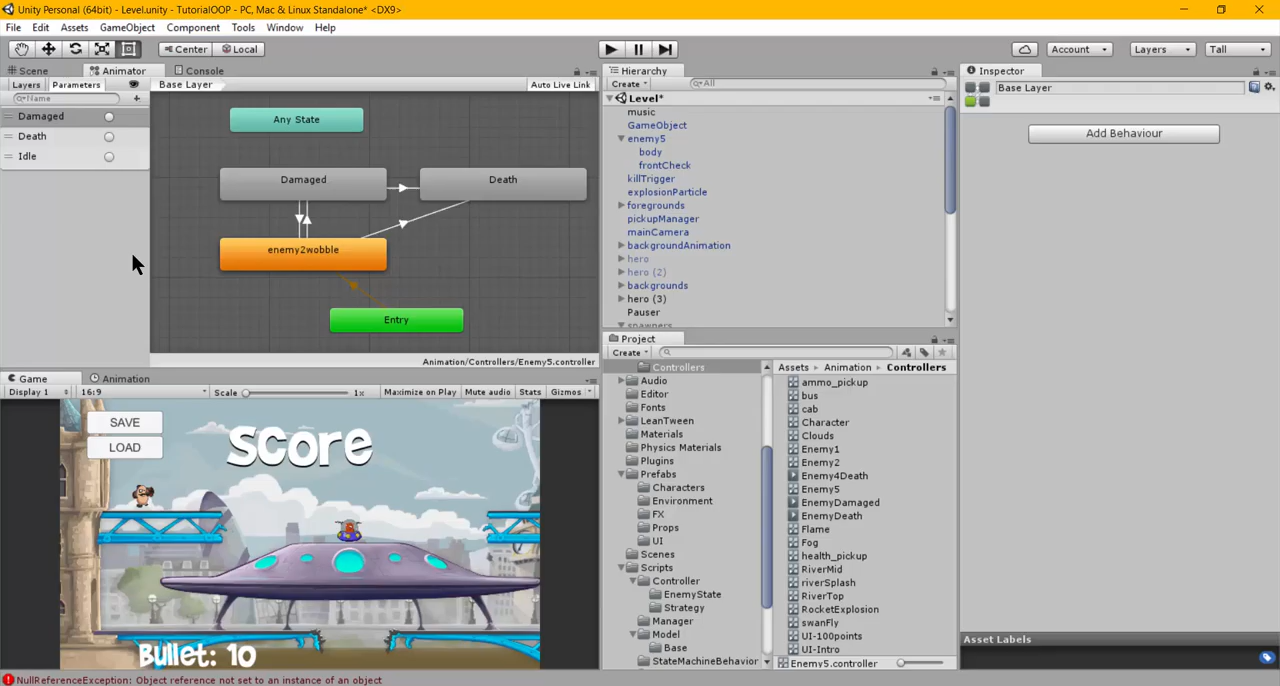 Unity Personal (64bit) - Level.unity - TutorialOOP - PC, Mac & Linux Standalone* <DX9>
File Edit Assets GameObject Component Tools Window Help
Center Local Account Layers Tall
Scene Animator Console
Layers Parameters Base Layer Auto Live Link
Name
Damaged
Death
Idle
Any State
Damaged
Death
enemy2wobble
Entry
Animation/Controllers/Enemy5.controller
Game Animation
Display 1 16:9 Scale 1x Maximize on Play Mute audio Stats Gizmos
SAVE
LOAD
SCORE
Bullet: 10
Hierarchy
Create All
Level*
music
GameObject
enemy5
body
frontCheck
killTrigger
explosionParticle
foregrounds
pickupManager
mainCamera
backgroundAnimation
hero
hero (2)
backgrounds
hero (3)
Pauser
spawners
Project
Create
Controllers
Audio
Editor
Fonts
LeanTween
Materials
Physics Materials
Plugins
Prefabs
Characters
Environment
FX
Props
UI
Scenes
Scripts
Controller
EnemyState
Strategy
Manager
Model
Base
StateMachineBehavior
Assets Animation Controllers
ammo_pickup
bus
cab
Character
Clouds
Enemy1
Enemy2
Enemy4Death
Enemy5
EnemyDamaged
EnemyDeath
Flame
Fog
health_pickup
RiverMid
riverSplash
RiverTop
RocketExplosion
swanFly
UI-100points
UI-Intro
Enemy5.controller
Inspector
Base Layer
Add Behaviour
Asset Labels
NullReferenceException: Object reference not set to an instance of an object